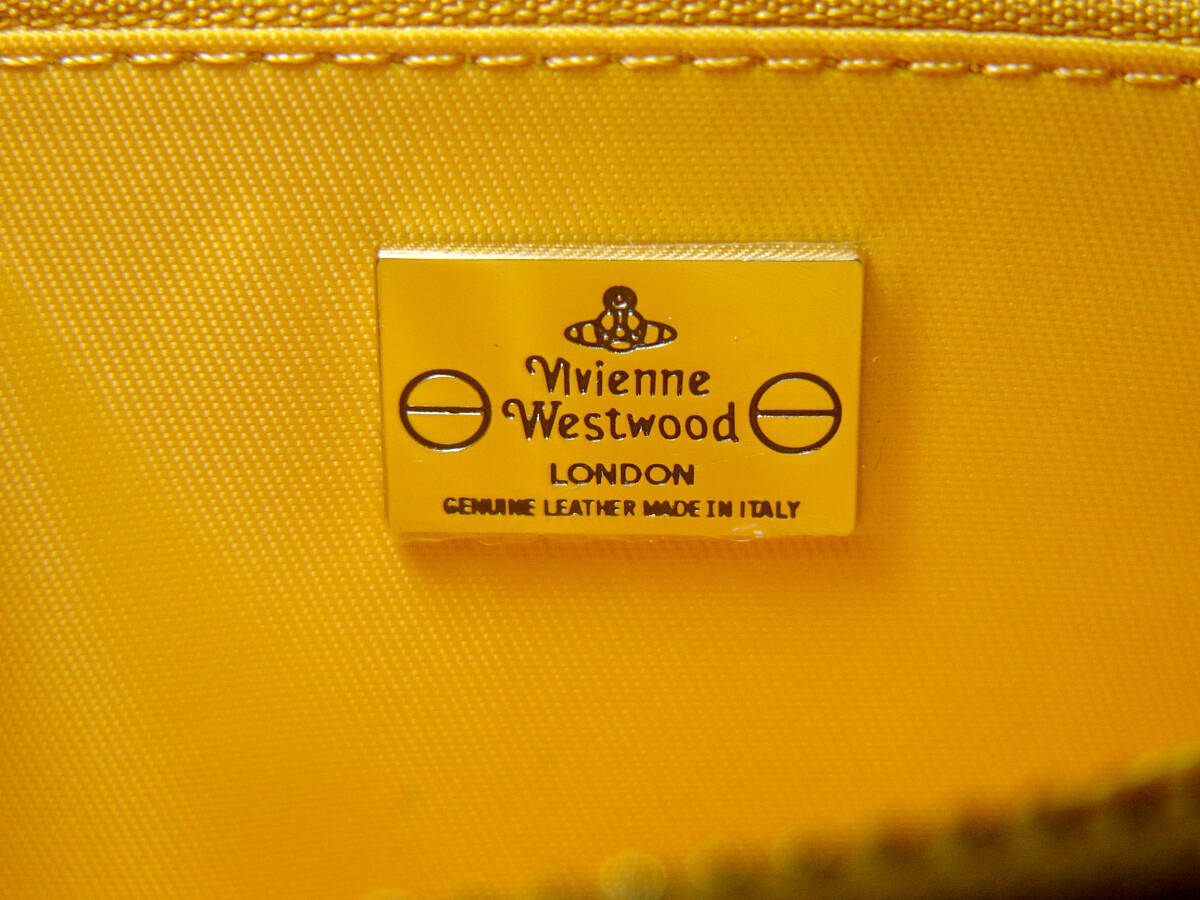 Vivienne
Westwood
LONDON
GENUINE LEATHER MADE IN ITALY